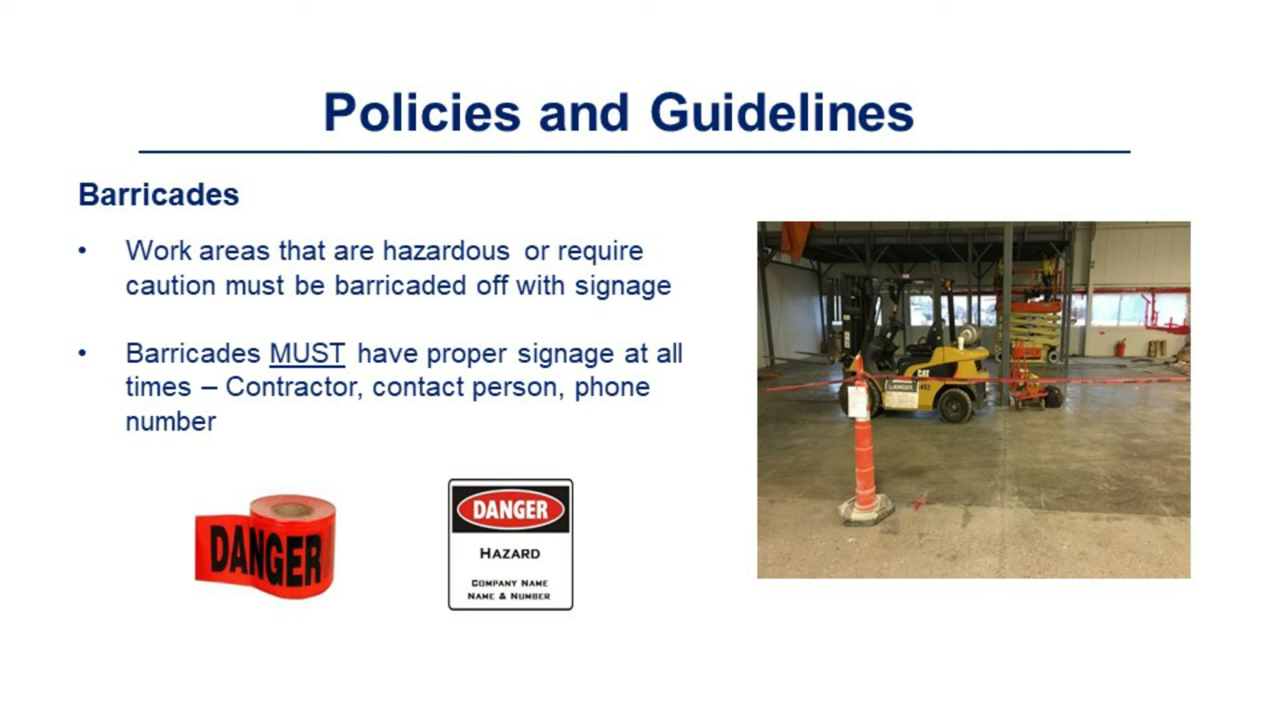 Policies and Guidelines
Barricades
• Work areas that are hazardous or require
caution must be barricaded off with signage
• Barricades MUST have proper signage at all
times – Contractor, contact person, phone
number
DANGER
DANGER
HAZARD
COMPANY NAME
NAME & NUMBER
CAT
DANGER